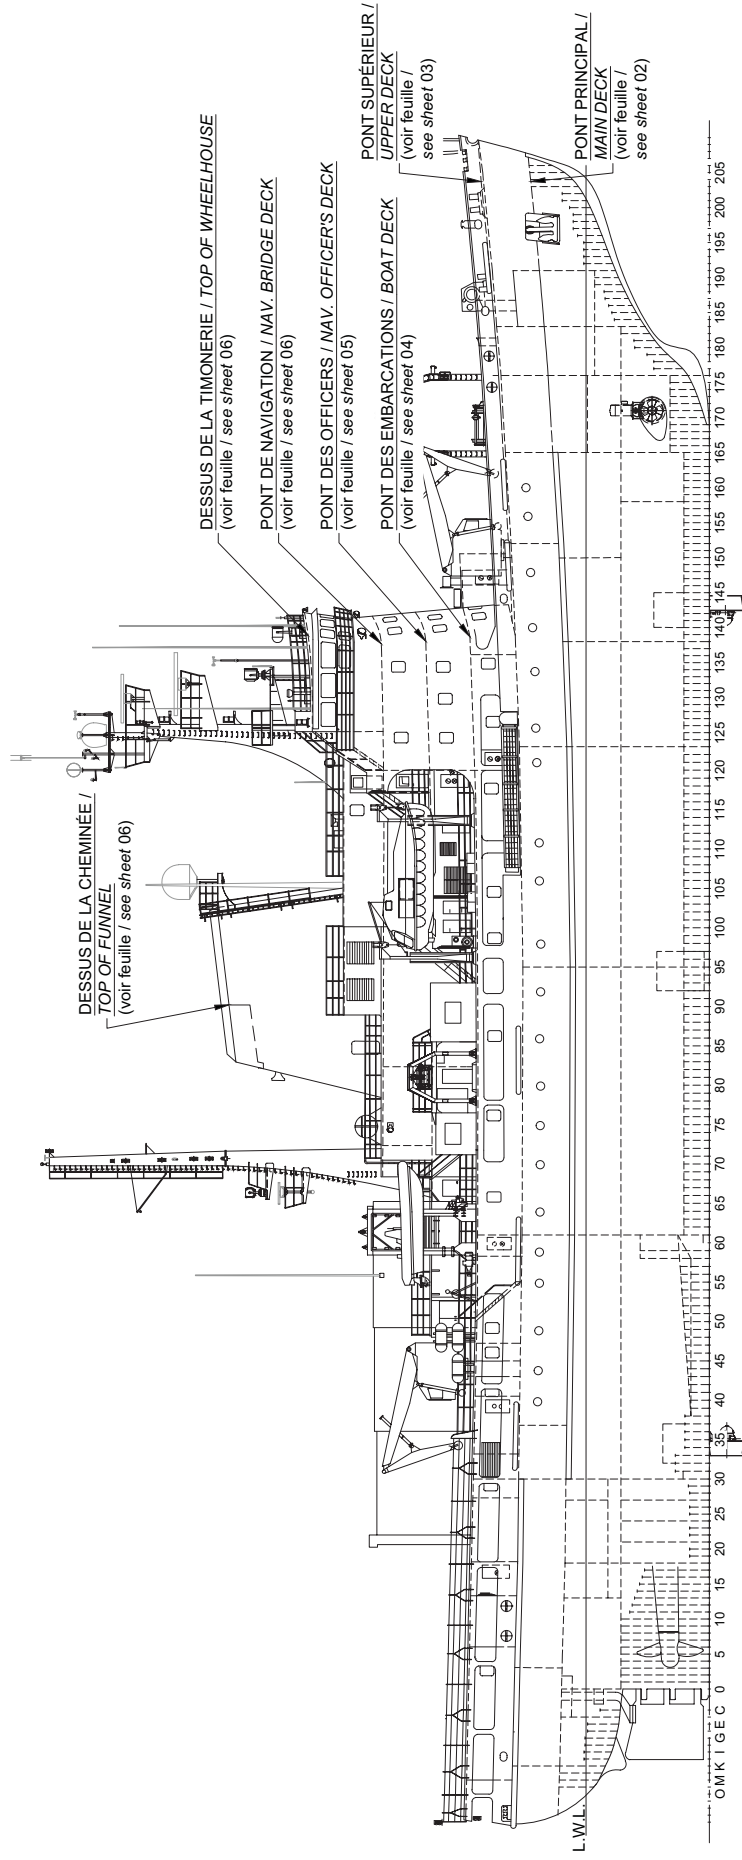 DESSUS DE LA CHEMINÉE /
TOP OF FUNNEL
(voir feuille / see sheet 06)
DESSUS DE LA TIMONERIE / TOP OF WHEELHOUSE
(voir feuille / see sheet 06)
PONT DE NAVIGATION / NAV. BRIDGE DECK
(voir feuille / see sheet 06)
PONT DES OFFICERS / NAV. OFFICER'S DECK
(voir feuille / see sheet 05)
PONT DES EMBARCATIONS / BOAT DECK
(voir feuille / see sheet 04)
PONT SUPÉRIEUR /
UPPER DECK
(voir feuille /
see sheet 03)
PONT PRINCIPAL /
MAIN DECK
(voir feuille /
see sheet 02)
L.W.L.
O M K I G E C 0 5 10 15 20 25 30 35 40 45 50 55 60 65 70 75 80 85 90 95 100 105 110 115 120 125 130 135 140 145 150 155 160 165 170 175 180 185 190 195 200 205